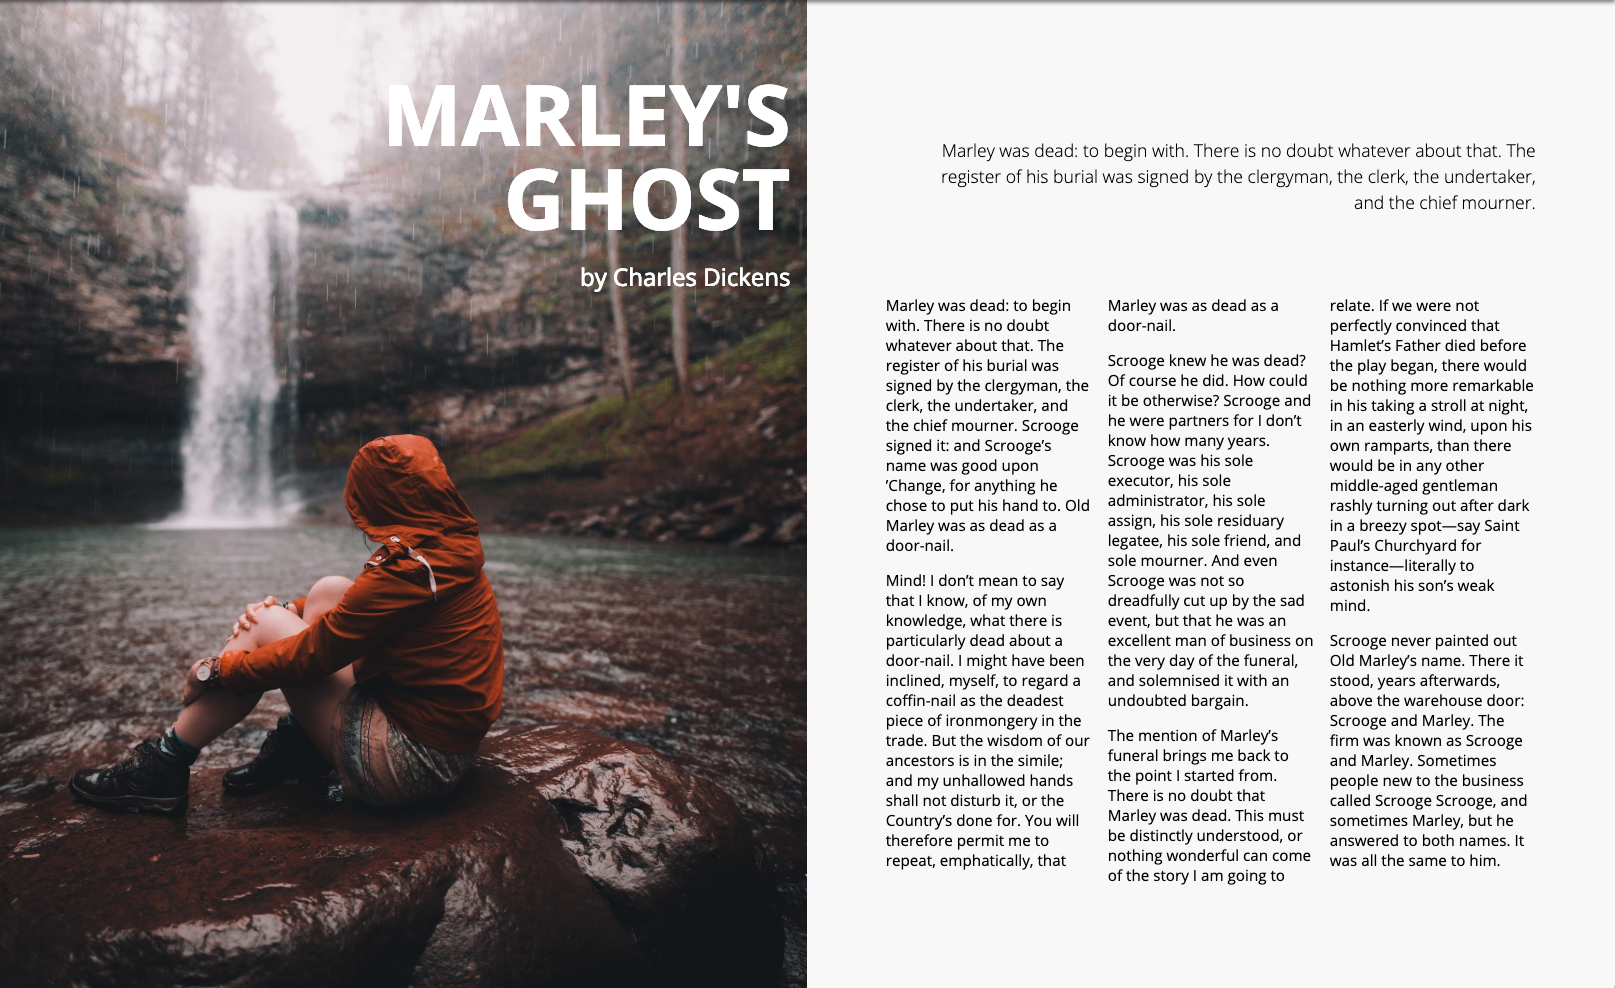 MARLEY'S
GHOST
by Charles Dickens
Marley was dead: to begin with. There is no doubt whatever about that. The
register of his burial was signed by the clergyman, the clerk, the undertaker,
and the chief mourner.
Marley was dead: to begin
with. There is no doubt
whatever about that. The
register of his burial was
signed by the clergyman, the
clerk, the undertaker, and
the chief mourner. Scrooge
signed it: and Scrooge’s
name was good upon
’Change, for anything he
chose to put his hand to. Old
Marley was as dead as a
door-nail.
Mind! I don’t mean to say
that I know, of my own
knowledge, what there is
particularly dead about a
door-nail. I might have been
inclined, myself, to regard a
coffin-nail as the deadest
piece of ironmongery in the
trade. But the wisdom of our
ancestors is in the simile;
and my unhallowed hands
shall not disturb it, or the
Country’s done for. You will
therefore permit me to
repeat, emphatically, that
Marley was as dead as a
door-nail.
Scrooge knew he was dead?
Of course he did. How could
it be otherwise? Scrooge and
he were partners for I don’t
know how many years.
Scrooge was his sole
executor, his sole
administrator, his sole
assign, his sole residuary
legatee, his sole friend, and
sole mourner. And even
Scrooge was not so
dreadfully cut up by the sad
event, but that he was an
excellent man of business on
the very day of the funeral,
and solemnised it with an
undoubted bargain.
The mention of Marley’s
funeral brings me back to
the point I started from.
There is no doubt that
Marley was dead. This must
be distinctly understood, or
nothing wonderful can come
of the story I am going to
relate. If we were not
perfectly convinced that
Hamlet’s Father died before
the play began, there would
be nothing more remarkable
in his taking a stroll at night,
in an easterly wind, upon his
own ramparts, than there
would be in any other
middle-aged gentleman
rashly turning out after dark
in a breezy spot—say Saint
Paul’s Churchyard for
instance—literally to
astonish his son’s weak
mind.
Scrooge never painted out
Old Marley’s name. There it
stood, years afterwards,
above the warehouse door:
Scrooge and Marley. The
firm was known as Scrooge
and Marley. Sometimes
people new to the business
called Scrooge Scrooge, and
sometimes Marley, but he
answered to both names. It
was all the same to him.